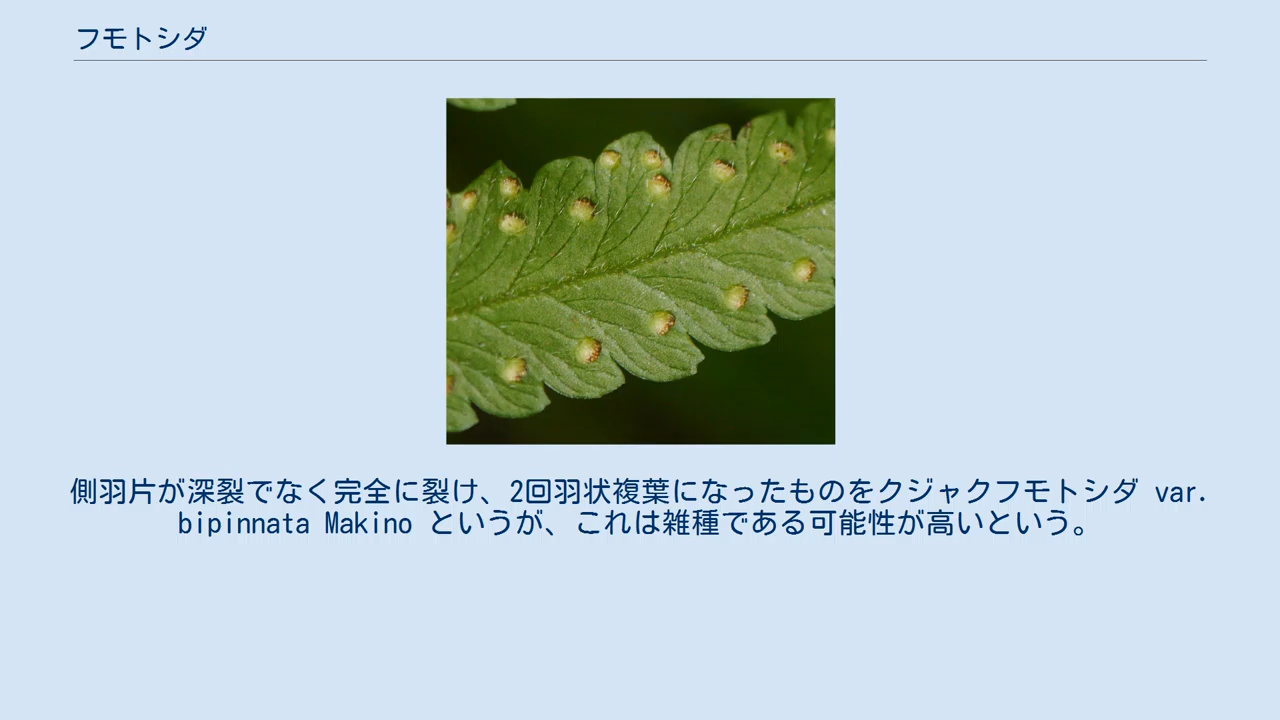 フモトシダ
側羽片が深裂でなく完全に裂け、2回羽状複葉になったものをクジャクフモトシダ var.
bipinnata Makino というが、これは雑種である可能性が高いという。